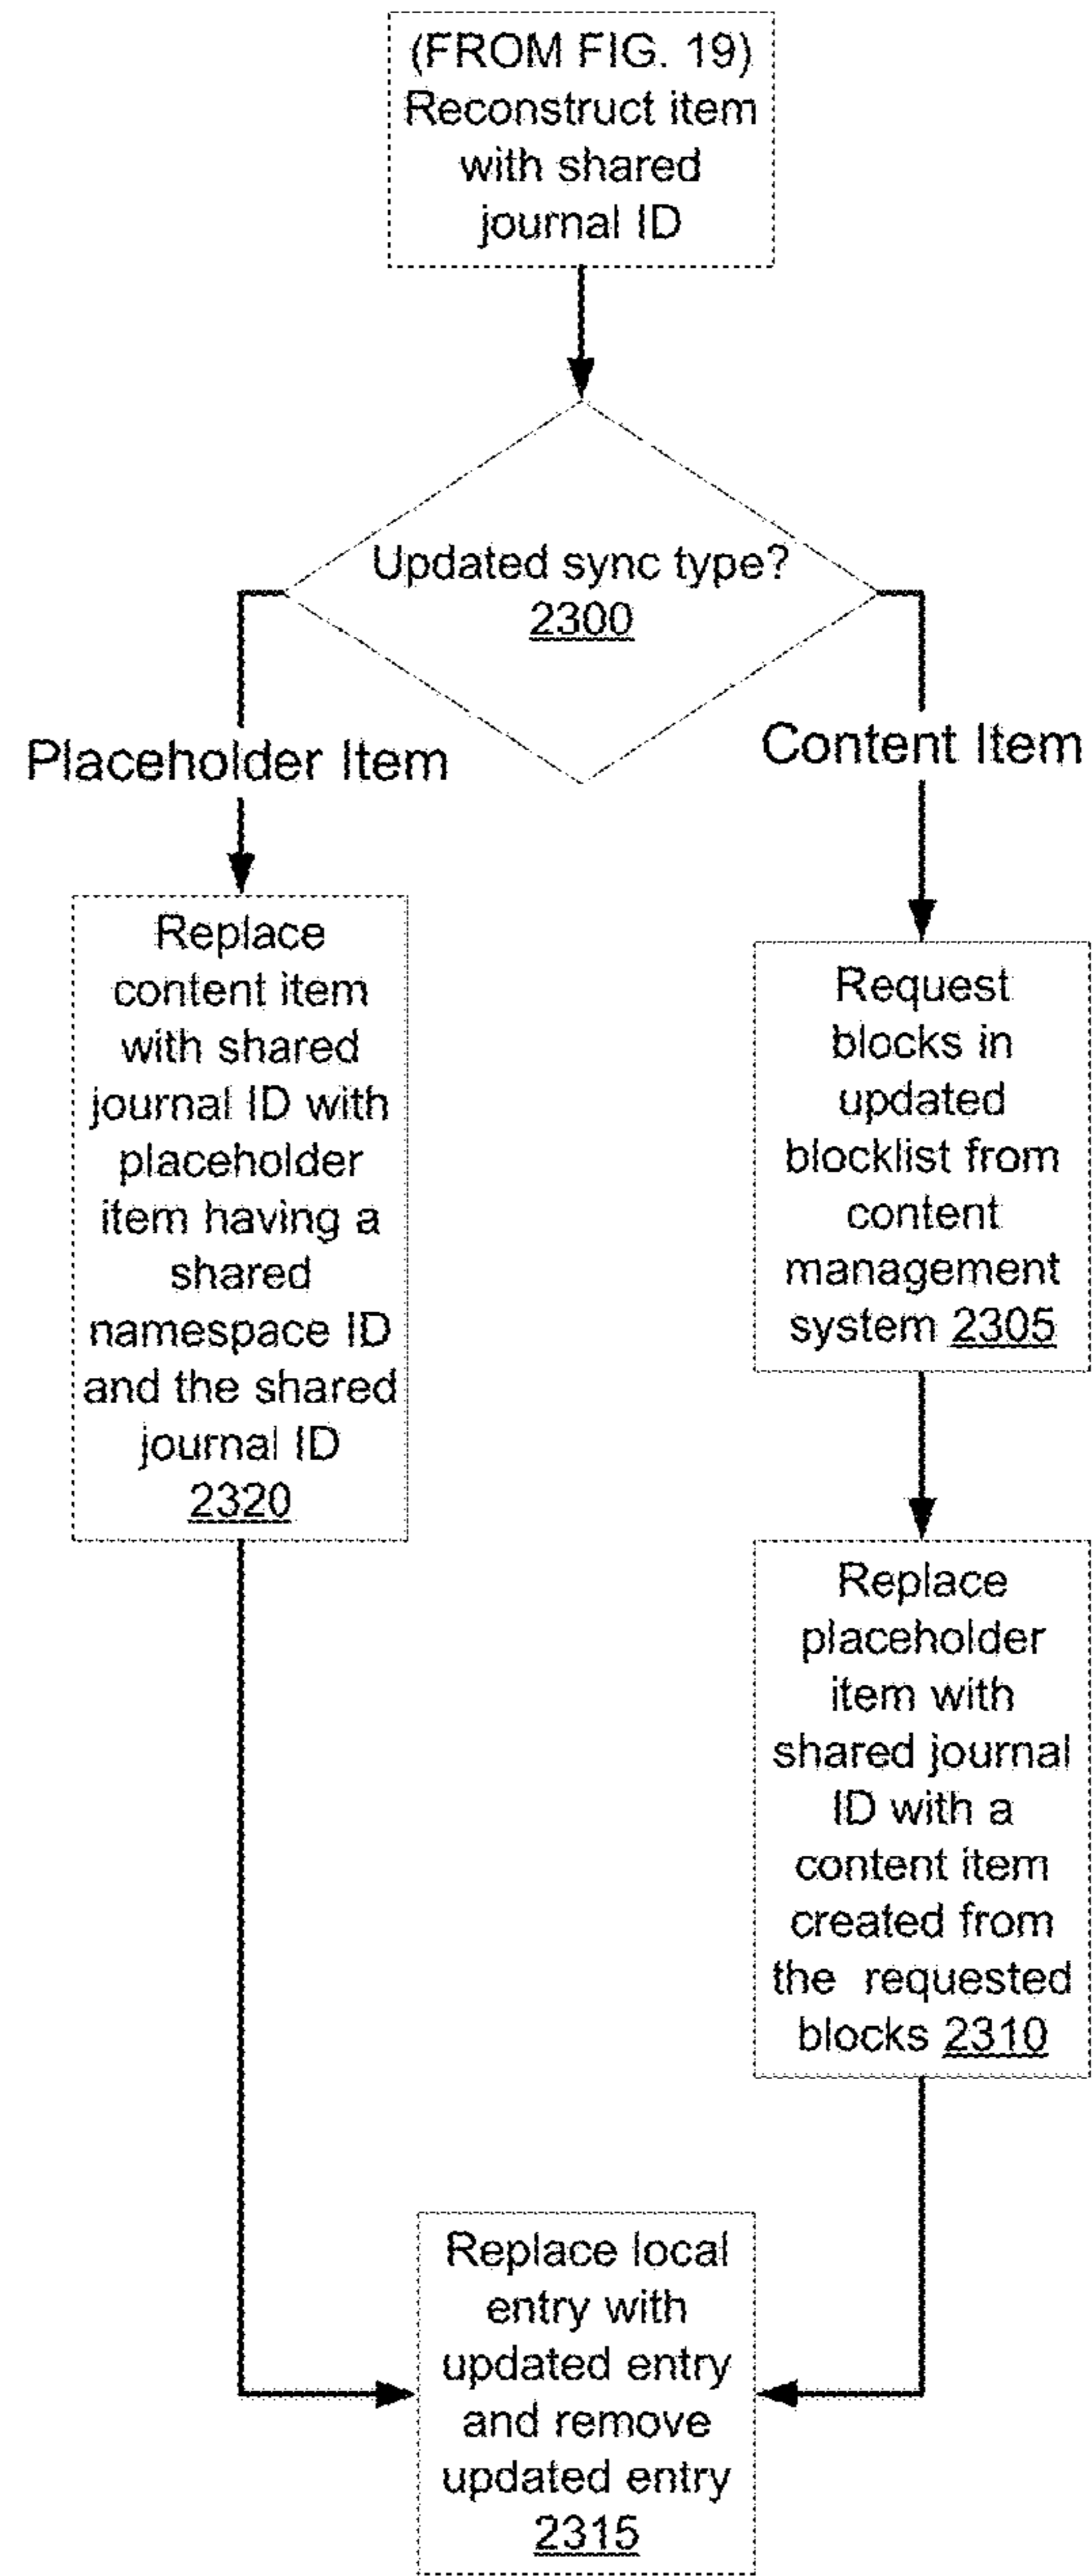 (FROM FIG. 19)
Reconstruct item
with shared
journal ID
Updated sync type?
2300
Placeholder Item
Content Item
Replace
content item
with shared
journal ID with
placeholder
item having a
shared
namespace ID
and the shared
journal ID
2320
Request
blocks in
updated
blocklist from
content
management
system 2305
Replace
placeholder
item with
shared journal
ID with a
content item
created from
the requested
blocks 2310
Replace local
entry with
updated entry
and remove
updated entry
2315